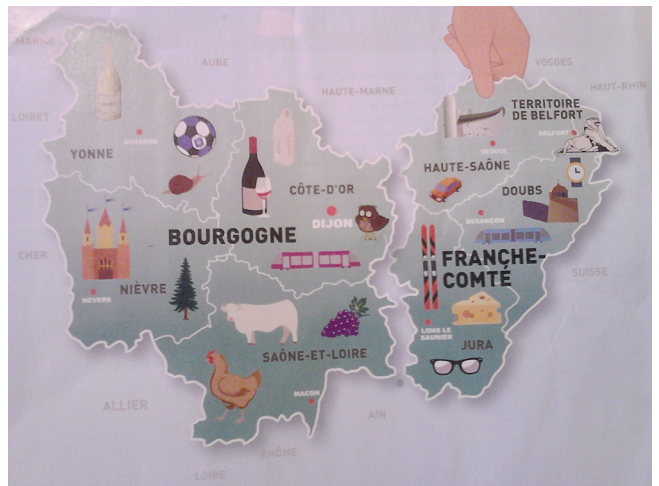 MARNE
AUBE
VOSGES
HAUT-RHIN
HAUTE-MARNE
LOIRET
TERRITOIRE
DE BELFORT
BELFORT
AUXERRE
YONNE
VESOUL
HAUTE-SAÔNE
CÔTE-D'OR
DOUBS
DIJON
BESANÇON
BOURGOGNE
CHER
FRANCHE-
COMTÉ
SUISSE
NIÈVRE
NEVERS
LONS LE
SAUNIER
JURA
SAÔNE-ET-LOIRE
MACON
ALLIER
AIN
RHÔNE
LOIRE